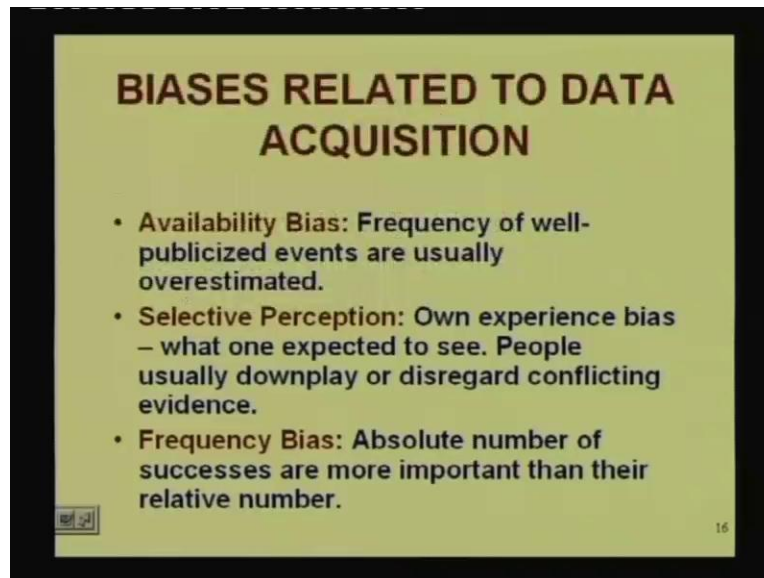 BIASES RELATED TO DATA
ACQUISITION
• Availability Bias: Frequency of well-
publicized events are usually
overestimated.
• Selective Perception: Own experience bias
– what one expected to see. People
usually downplay or disregard conflicting
evidence.
• Frequency Bias: Absolute number of
successes are more important than their
relative number.
16